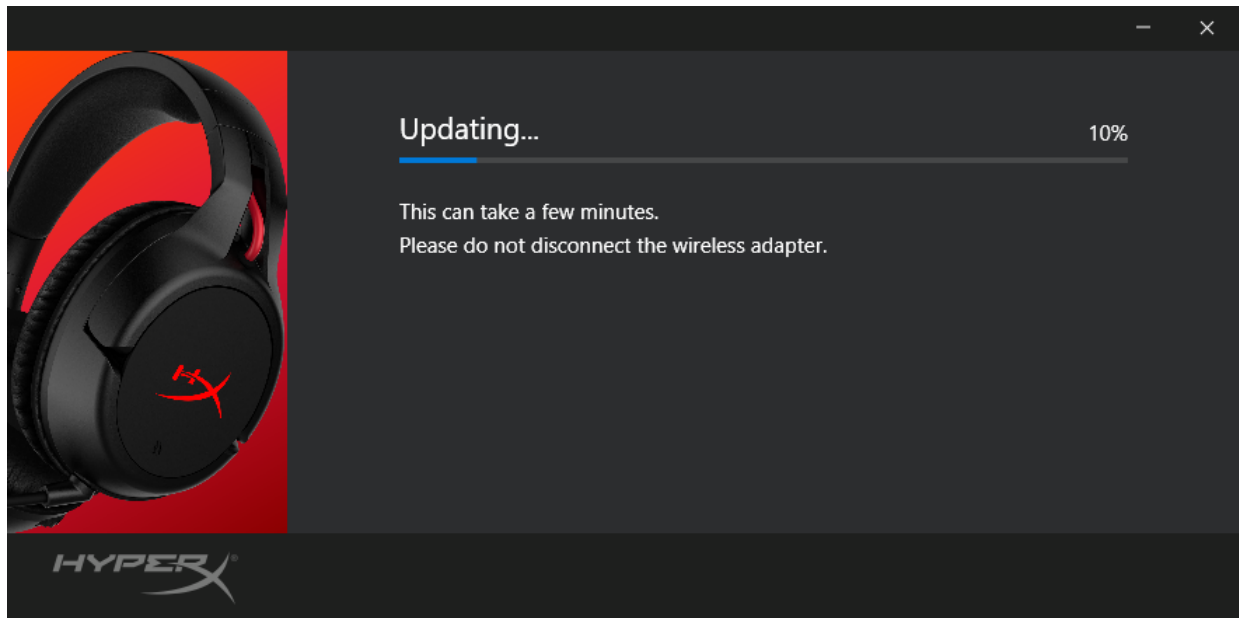 Updating...
10%
This can take a few minutes.
Please do not disconnect the wireless adapter.
HYPERX®